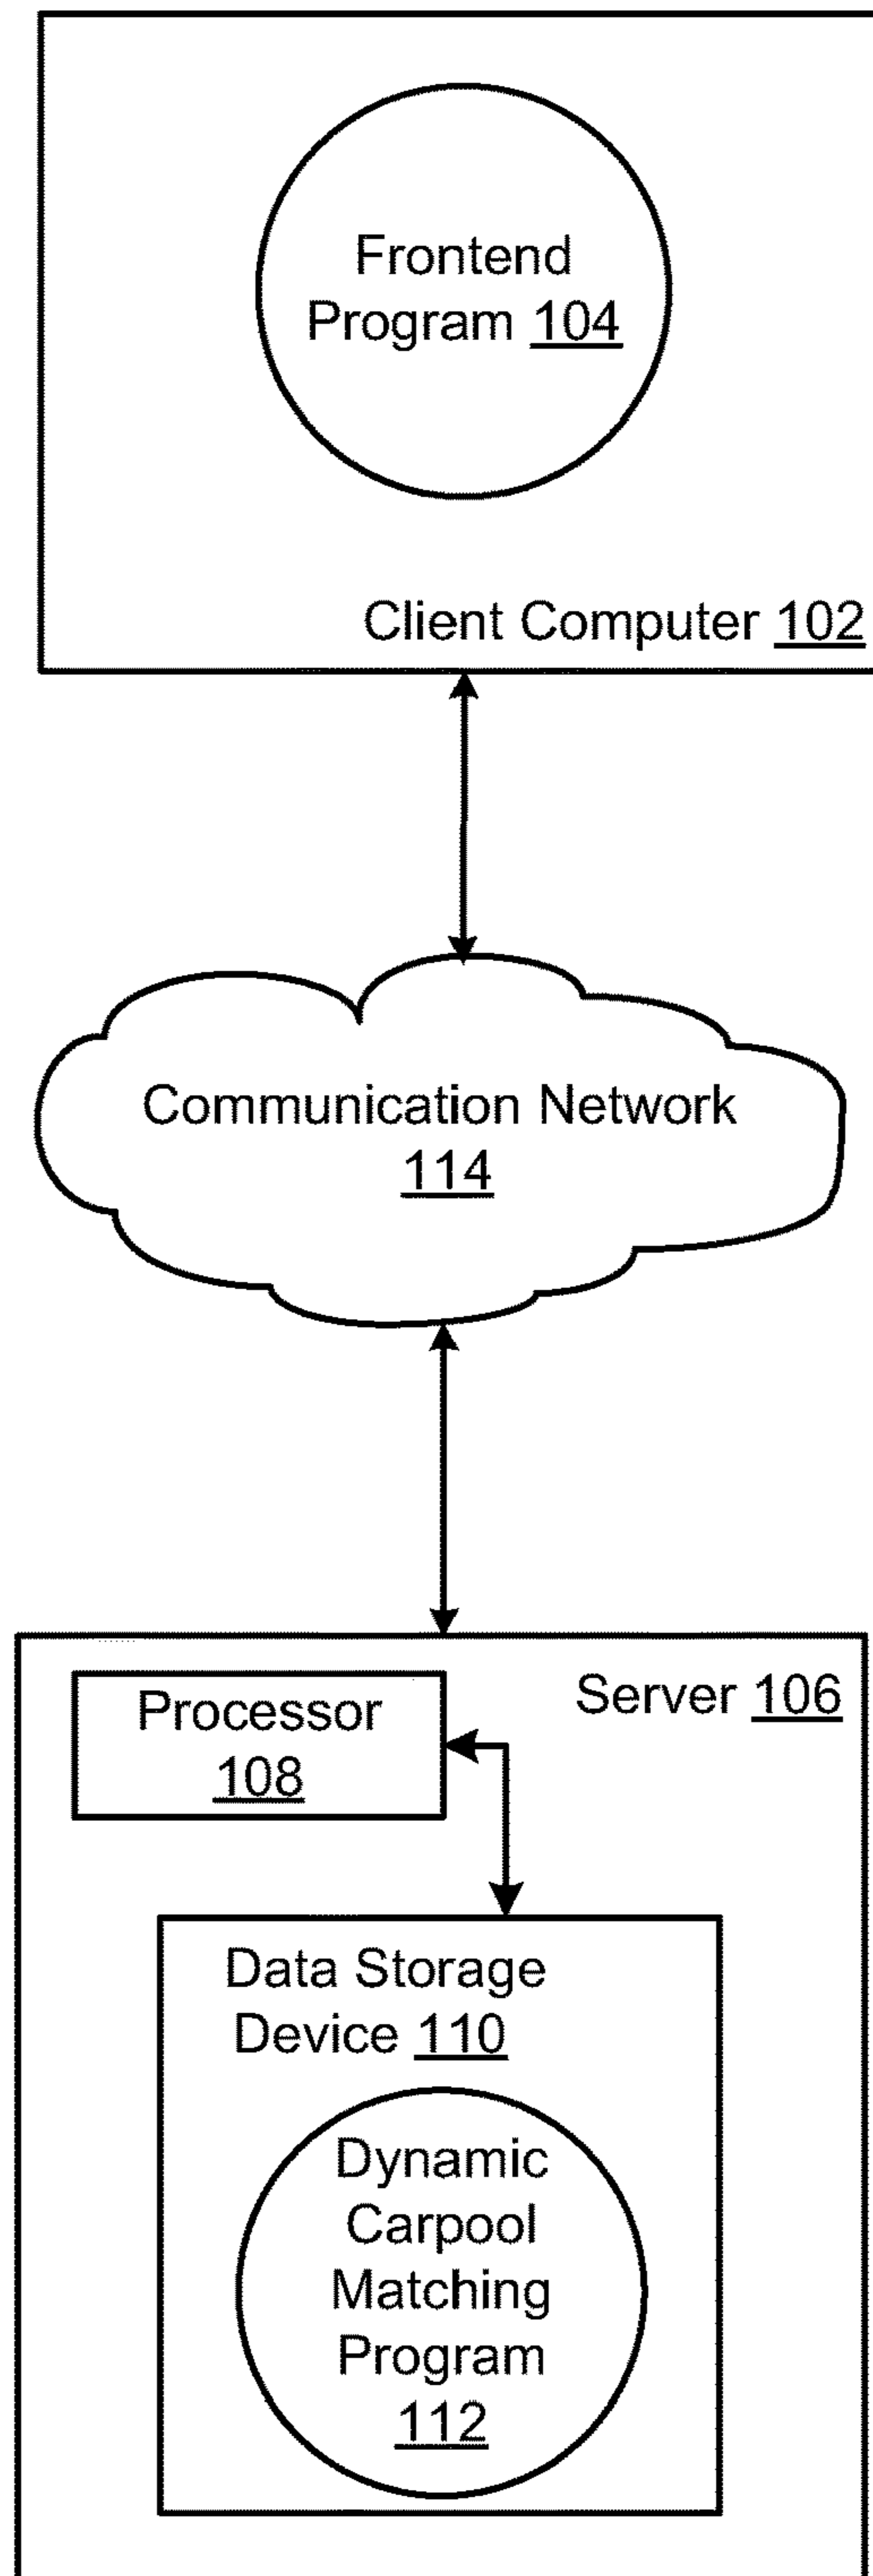 Frontend
Program 104
Client Computer 102
Communication Network
114
Server 106
Processor
108
Data Storage
Device 110
Dynamic
Carpool
Matching
Program
112